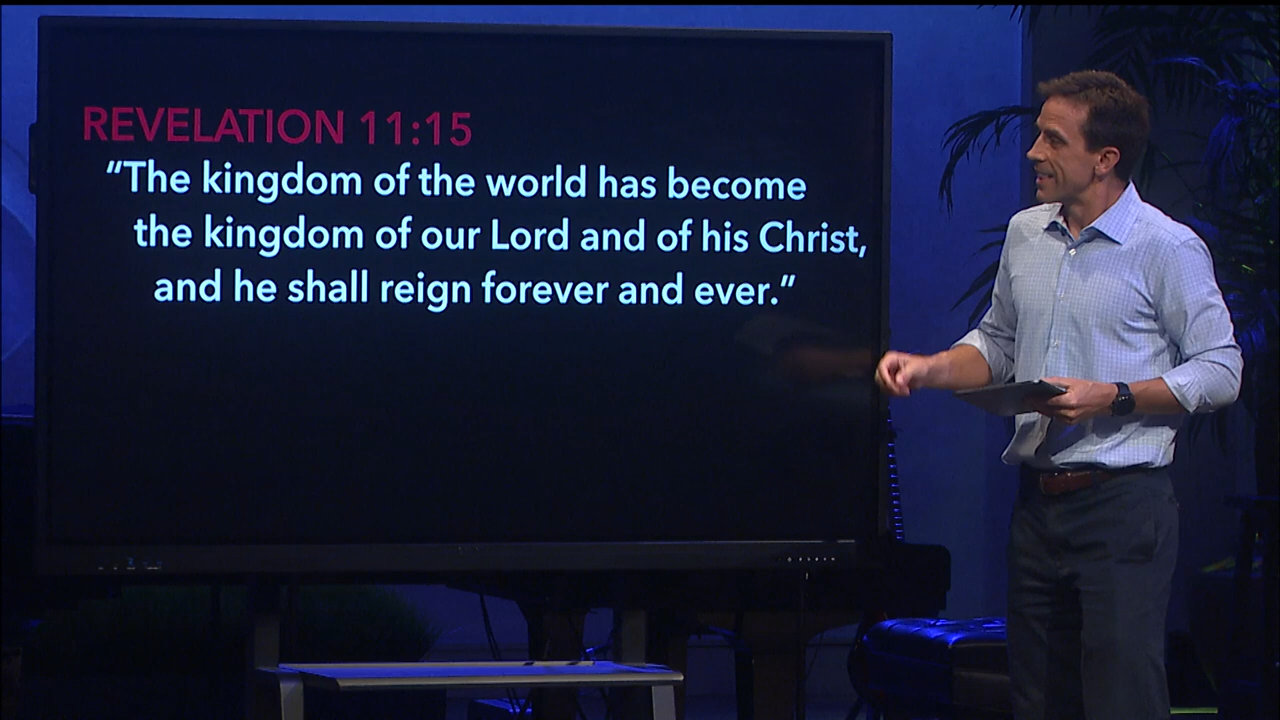 REVELATION 11:15
“The kingdom of the world has become
the kingdom of our Lord and of his Christ,
and he shall reign forever and ever.”